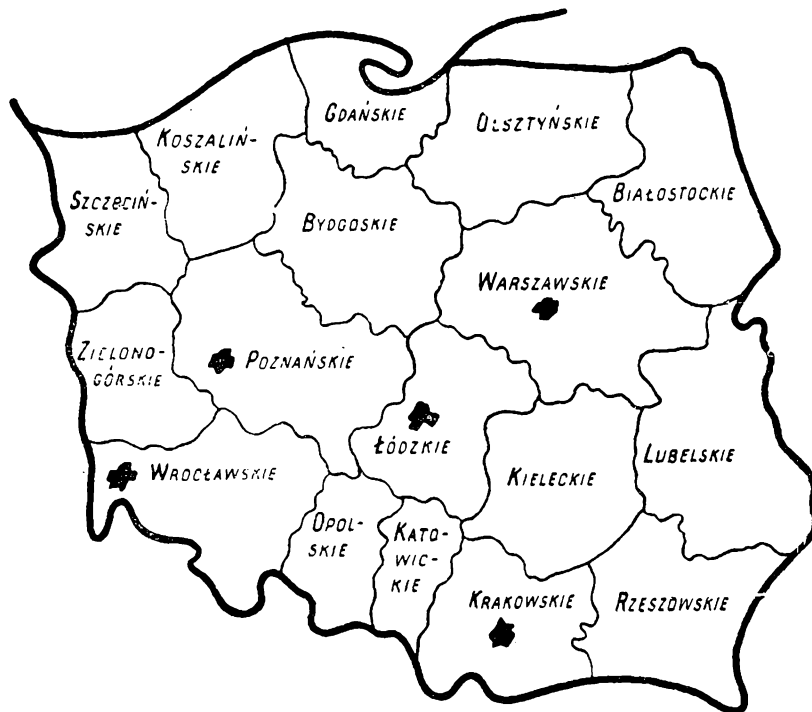 GDAŃSKIE
OLSZTYŃSKIE
KOSZALIŃ-
SKIE
SZCZECIŃ-
SKIE
BIAŁOSTOCKIE
BYDGOSKIE
WARSZAWSKIE
ZIELONO-
GÓRSKIE
POZNAŃSKIE
ŁÓDZKIE
WROCŁAWSKIE
KIELECKIE
LUBELSKIE
OPOL-
SKIE
KATO-
WIC-
KIE
KRAKOWSKIE
RZESZOWSKIE